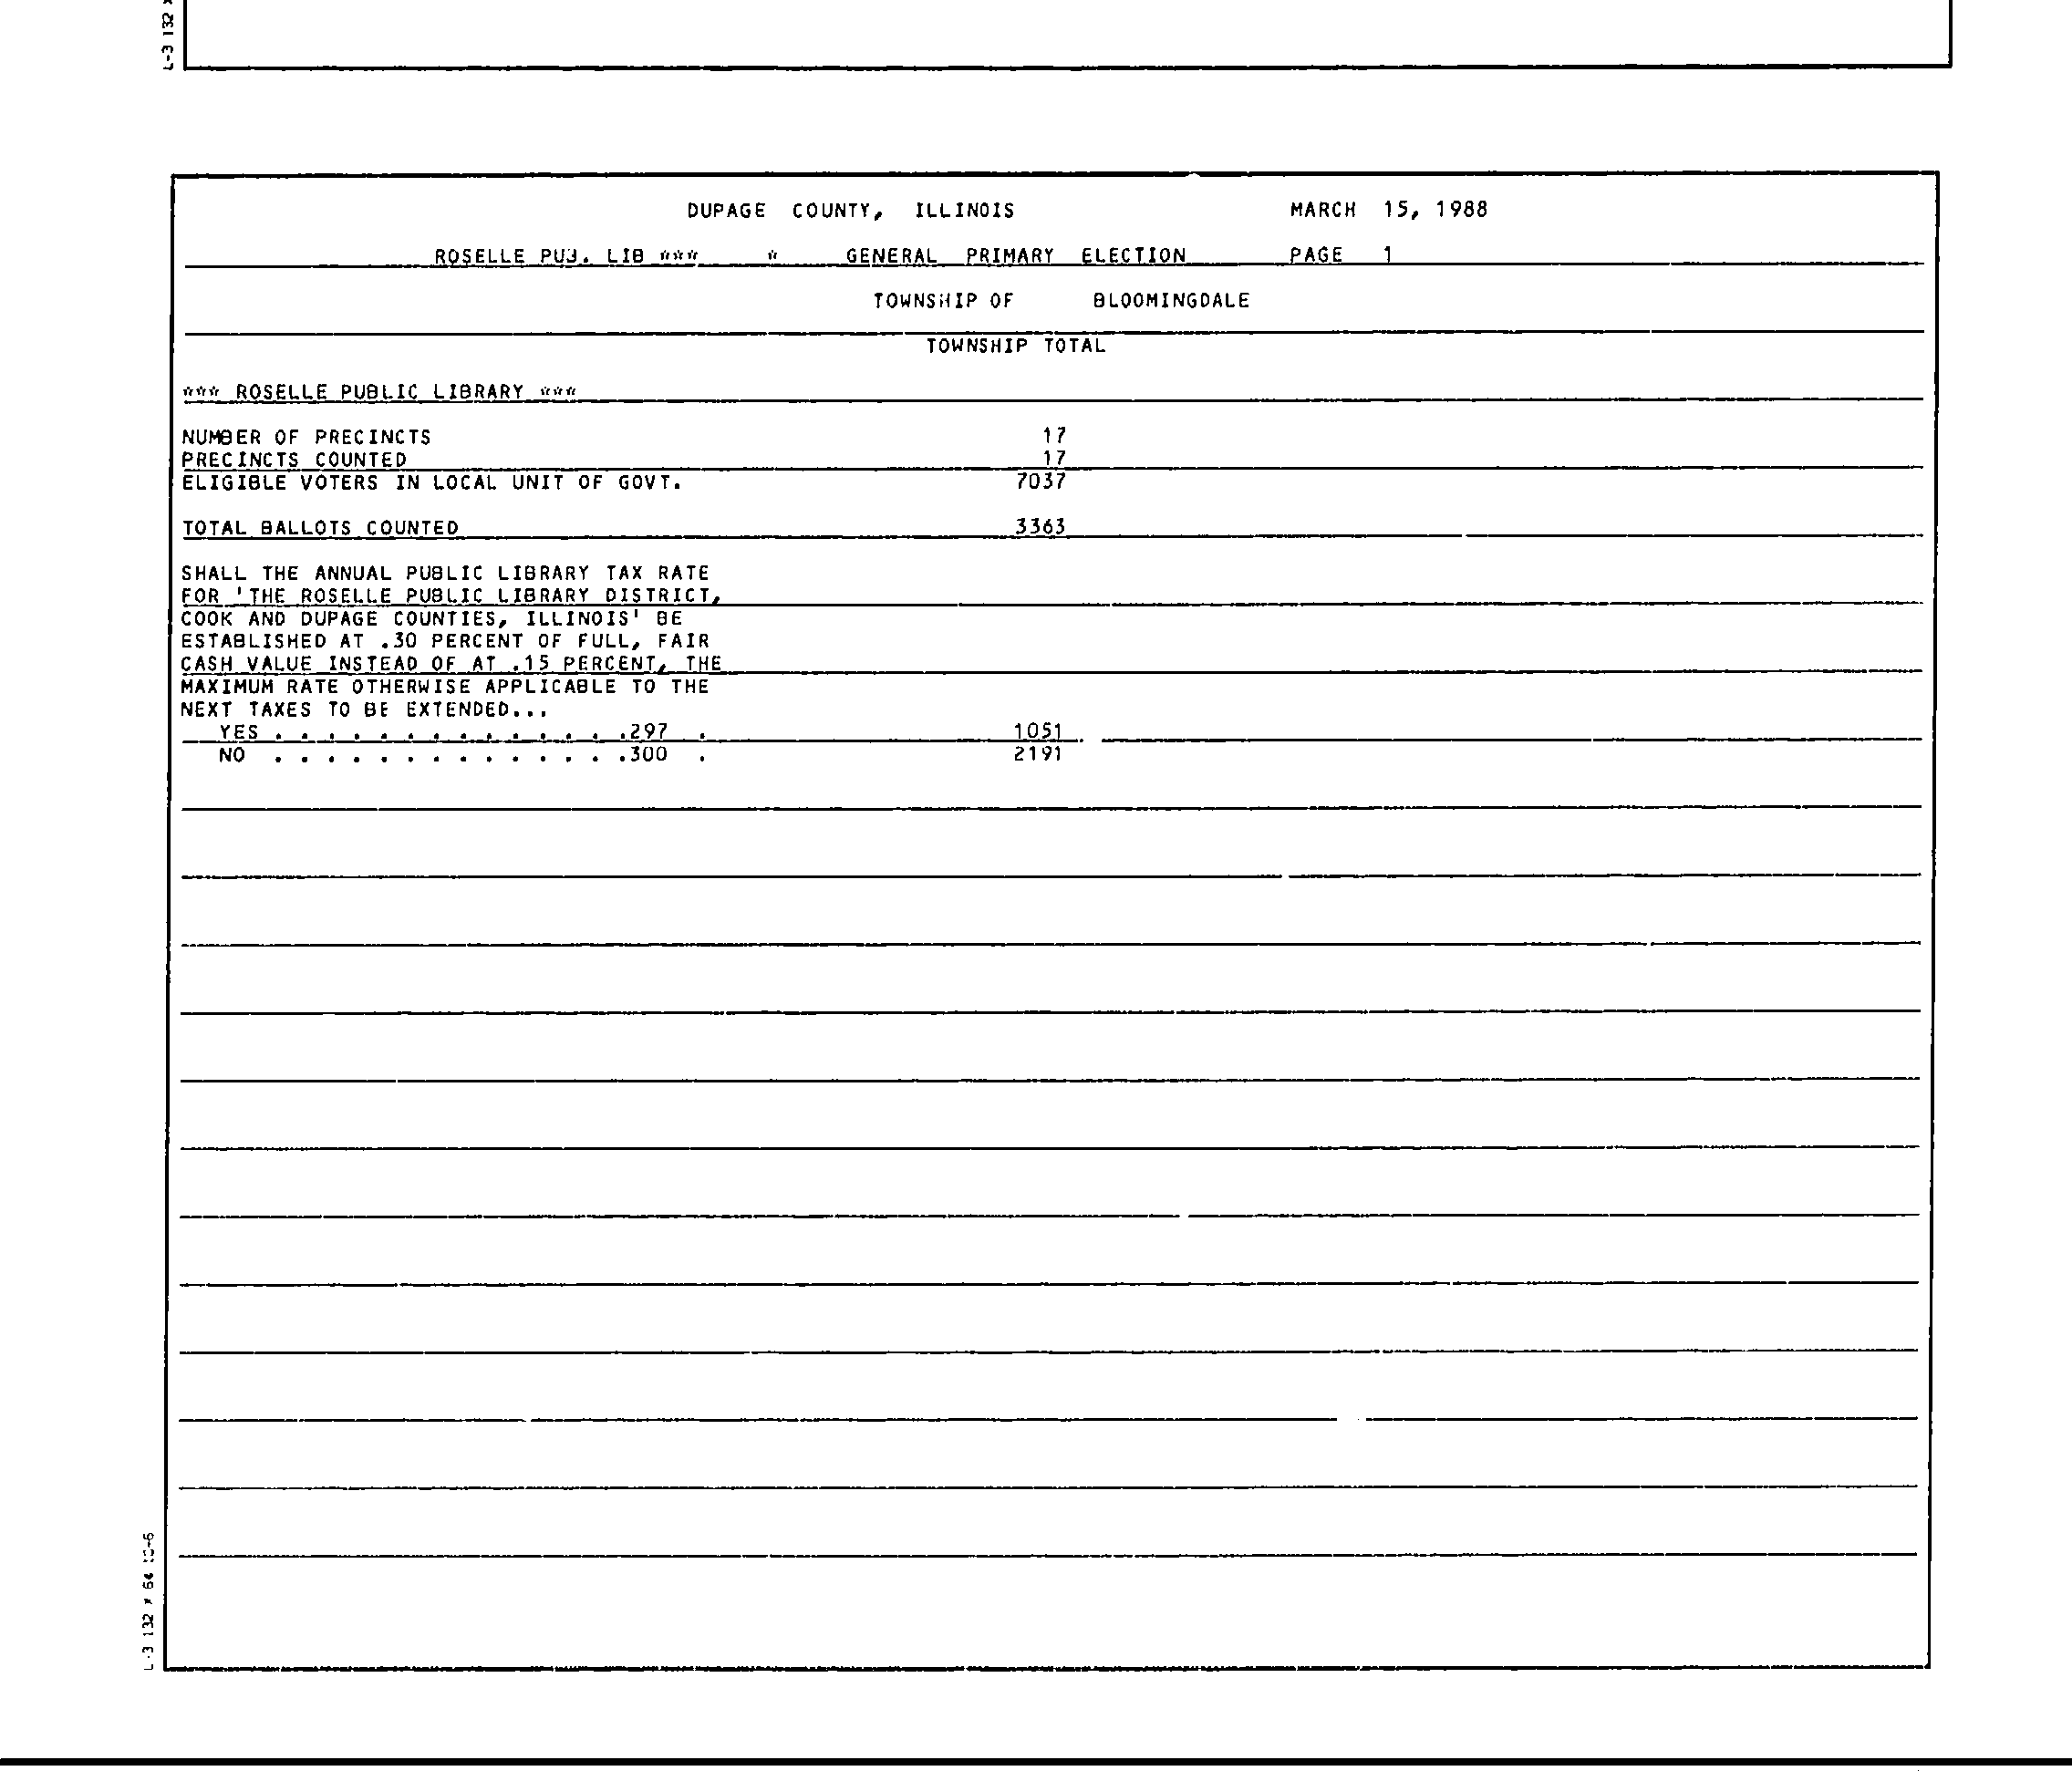 L-3 132 x
DUPAGE COUNTY, ILLINOIS MARCH 15, 1988
ROSELLE PUB. LIB *** * GENERAL PRIMARY ELECTION PAGE 1
TOWNSHIP OF BLOOMINGDALE
TOWNSHIP TOTAL
*** ROSELLE PUBLIC LIBRARY ***
NUMBER OF PRECINCTS 17
PRECINCTS COUNTED 17
ELIGIBLE VOTERS IN LOCAL UNIT OF GOVT. 7037
TOTAL BALLOTS COUNTED 3363
SHALL THE ANNUAL PUBLIC LIBRARY TAX RATE
FOR 'THE ROSELLE PUBLIC LIBRARY DISTRICT,
COOK AND DUPAGE COUNTIES, ILLINOIS' BE
ESTABLISHED AT .30 PERCENT OF FULL, FAIR
CASH VALUE INSTEAD OF AT .15 PERCENT, THE
MAXIMUM RATE OTHERWISE APPLICABLE TO THE
NEXT TAXES TO BE EXTENDED...
YES . . . . . . . . . . . . . .297 . 1051
NO . . . . . . . . . . . . . .300 . 2191
L-3 132 x 64 10-6